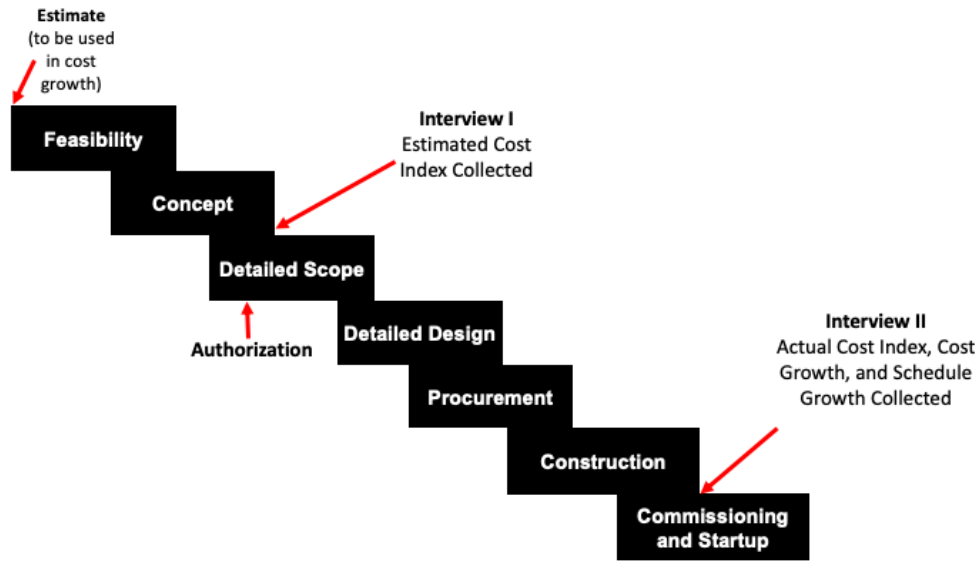 Estimate
(to be used
in cost
growth)
Feasibility
Interview I
Estimated Cost
Index Collected
Concept
Detailed Scope
Authorization
Detailed Design
Interview II
Actual Cost Index, Cost
Growth, and Schedule
Growth Collected
Procurement
Construction
Commissioning
and Startup